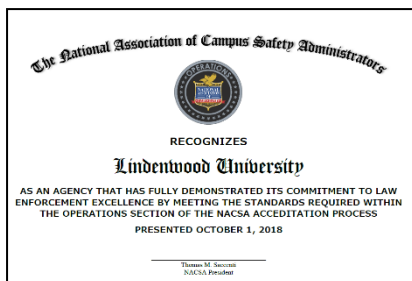 The National Association of Campus Safety Administrators
OPERATIONS
NATIONAL
RECOGNIZES
Lindenwood University
AS AN AGENCY THAT HAS FULLY DEMONSTRATED ITS COMMITMENT TO LAW
ENFORCEMENT EXCELLENCE BY MEETING THE STANDARDS REQUIRED WITHIN
THE OPERATIONS SECTION OF THE NACSA ACCEDITATION PROCESS
PRESENTED OCTOBER 1, 2018
Thomas M.
NACSA President